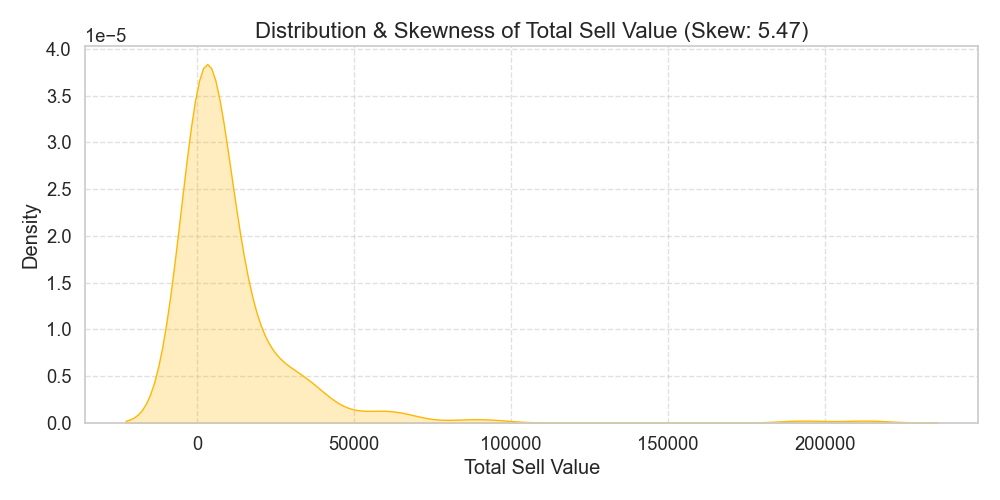 Distribution & Skewness of Total Sell Value (Skew: 5.47)
1e−5
4.0
3.5
3.0
2.5
2.0
1.5
1.0
0.5
0.0
Density
0 50000 100000 150000 200000
Total Sell Value